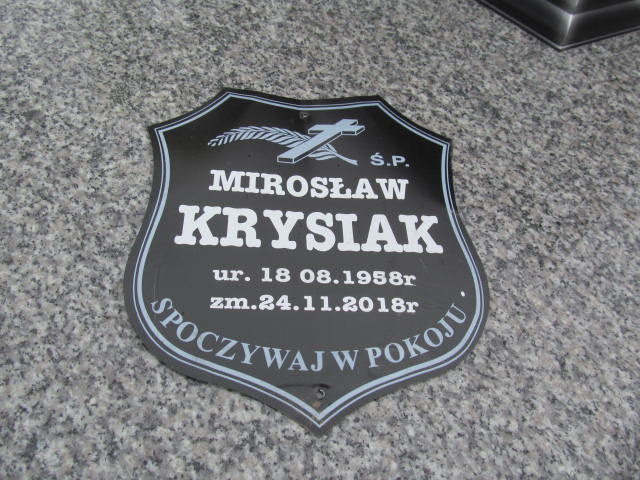 Ś.P.
MIROSŁAW
KRYSIAK
ur. 18 08.1958r
zm.24.11.2018r
SPOCZYWAJ W POKOJU